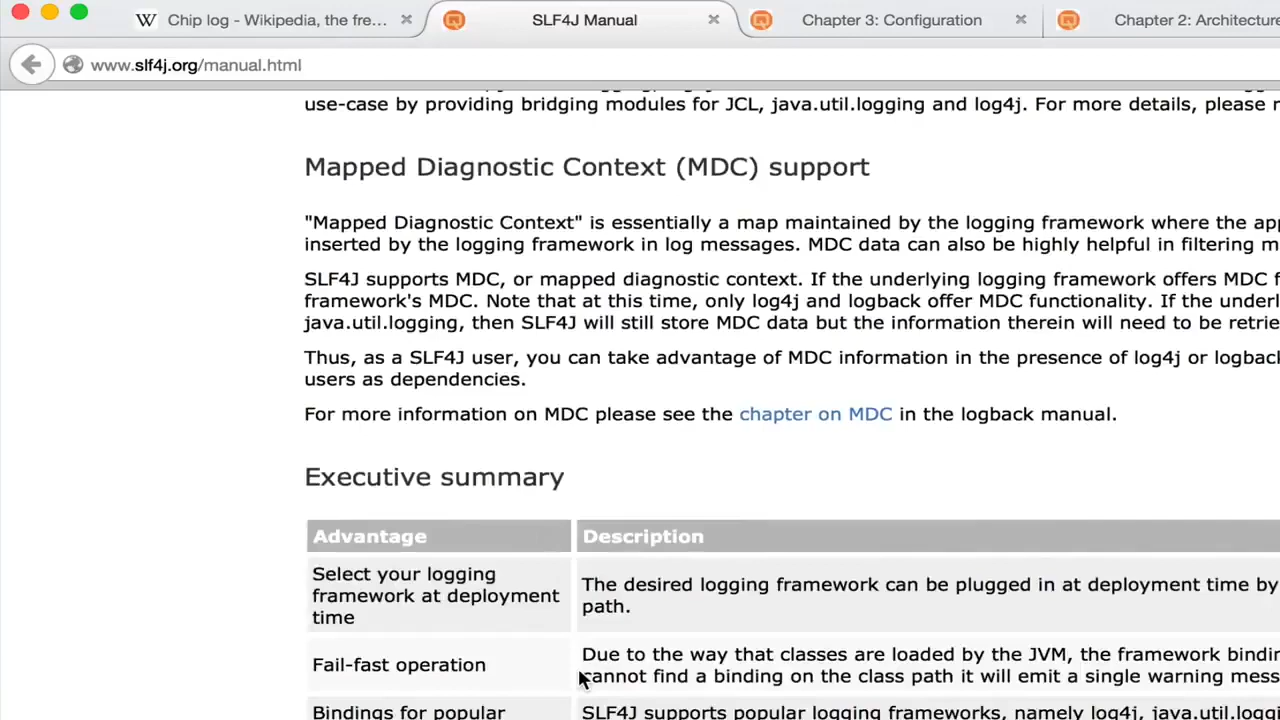 Chip log - Wikipedia, the fre...
SLF4J Manual
Chapter 3: Configuration
Chapter 2: Architecture
www.slf4j.org/manual.html
use-case by providing bridging modules for JCL, java.util.logging and log4j. For more details, please
Mapped Diagnostic Context (MDC) support
"Mapped Diagnostic Context" is essentially a map maintained by the logging framework where the app
inserted by the logging framework in log messages. MDC data can also be highly helpful in filtering m
SLF4J supports MDC, or mapped diagnostic context. If the underlying logging framework offers MDC f
framework's MDC. Note that at this time, only log4j and logback offer MDC functionality. If the underl
java.util.logging, then SLF4J will still store MDC data but the information therein will need to be retrie
Thus, as a SLF4J user, you can take advantage of MDC information in the presence of log4j or logback
users as dependencies.
For more information on MDC please see the chapter on MDC in the logback manual.
Executive summary
Advantage
Description
Select your logging
framework at deployment
time
The desired logging framework can be plugged in at deployment time by
path.
Fail-fast operation
Due to the way that classes are loaded by the JVM, the framework bindin
cannot find a binding on the class path it will emit a single warning mess
Bindings for popular
SLF4J supports popular logging frameworks, namely log4j, java.util.loggi